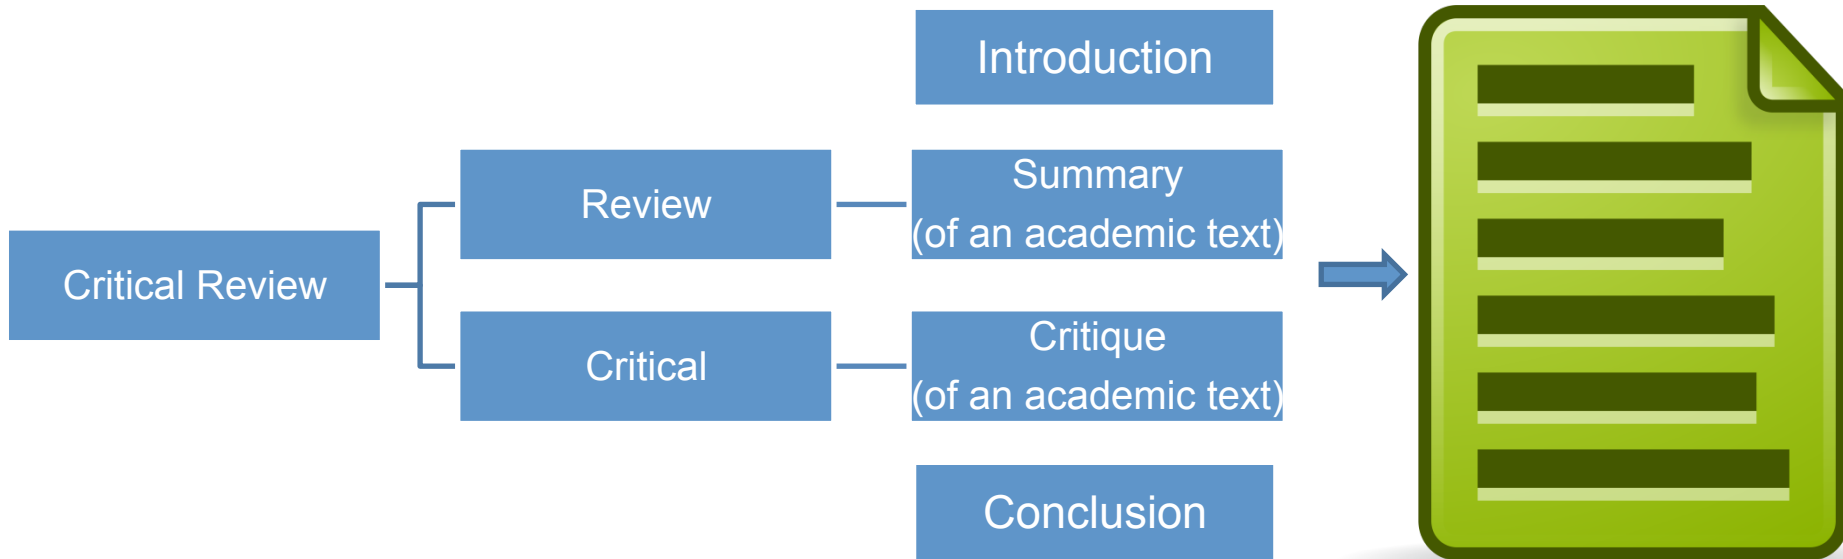 Introduction
Review
Summary
(of an academic text)
Critical Review
Critical
Critique
(of an academic text)
Conclusion